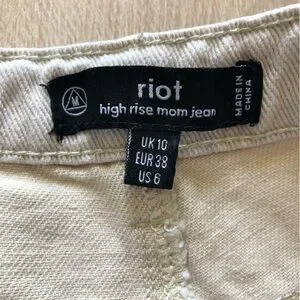 M
riot
high rise mom jean
MADE IN
CHINA
UK 10
EUR 38
US 6